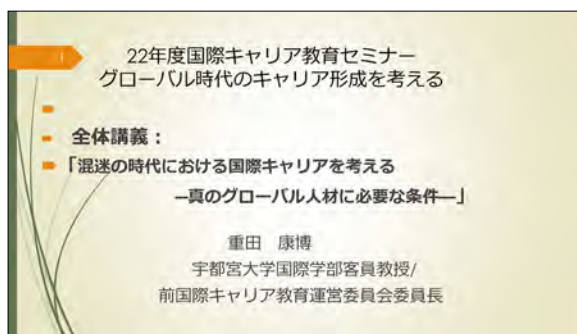 1
22年度国際キャリア教育セミナー
グローバル時代のキャリア形成を考える
全体講義：
「混迷の時代における国際キャリアを考える
―真のグローバル人材に必要な条件―」
重田　康博
宇都宮大学国際学部客員教授/
前国際キャリア教育運営委員会委員長